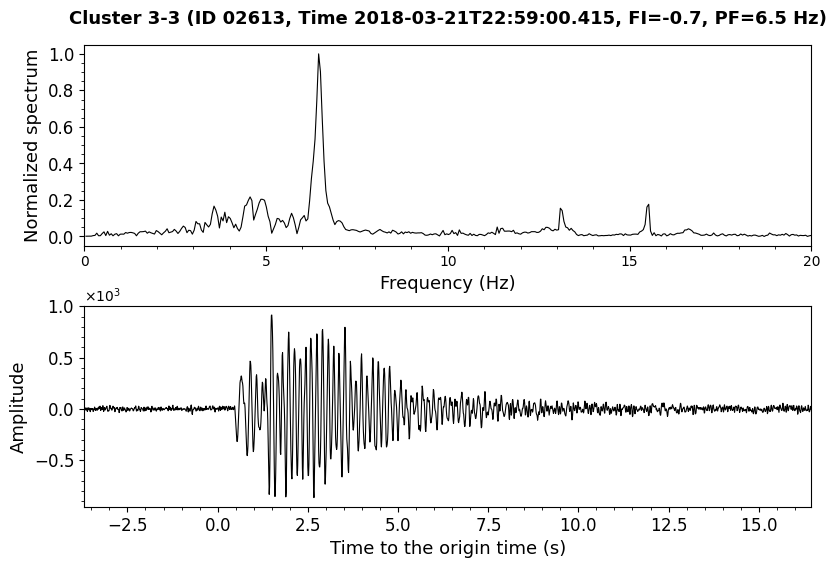 Cluster 3-3 (ID 02613, Time 2018-03-21T22:59:00.415, FI=-0.7, PF=6.5 Hz)
1.0
0.8
0.6
0.4
0.2
0.0
Normalized spectrum
0 5 10 15 20
Frequency (Hz)
×10³
1.0
0.5
0.0
−0.5
Amplitude
−2.5 0.0 2.5 5.0 7.5 10.0 12.5 15.0
Time to the origin time (s)